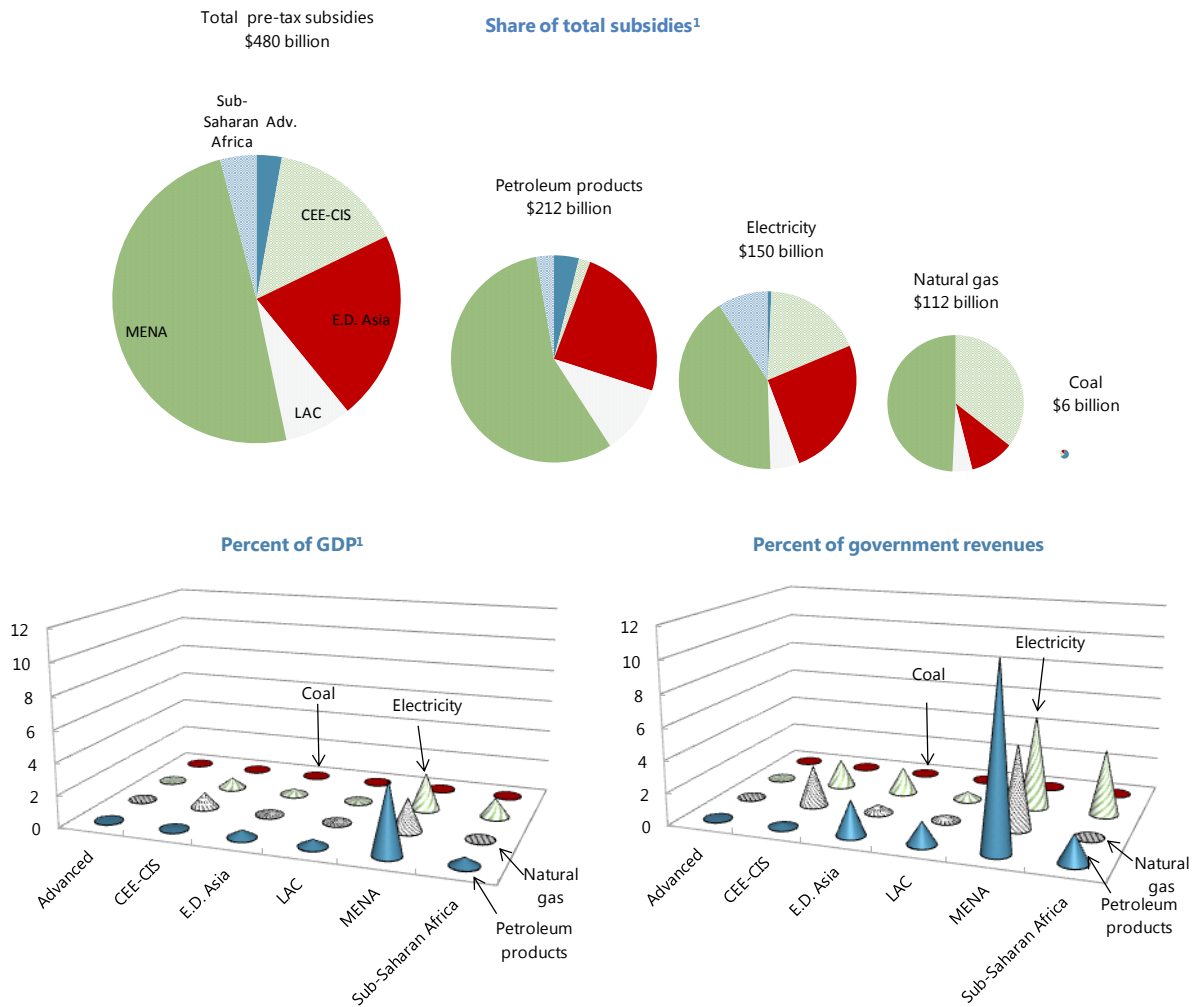 Total pre-tax subsidies
$480 billion
Share of total subsidies¹
Sub-
Saharan Adv.
Africa
CEE-CIS
E.D. Asia
LAC
MENA
Petroleum products
$212 billion
Electricity
$150 billion
Natural gas
$112 billion
Coal
$6 billion
Percent of GDP¹
12
10
8
6
4
2
0
Coal
Electricity
Advanced
CEE-CIS
E.D. Asia
LAC
MENA
Sub-Saharan Africa
Natural
gas
Petroleum
products
Percent of government revenues
12
10
8
6
4
2
0
Coal
Electricity
Advanced
CEE-CIS
E.D. Asia
LAC
MENA
Sub-Saharan Africa
Natural
gas
Petroleum
products